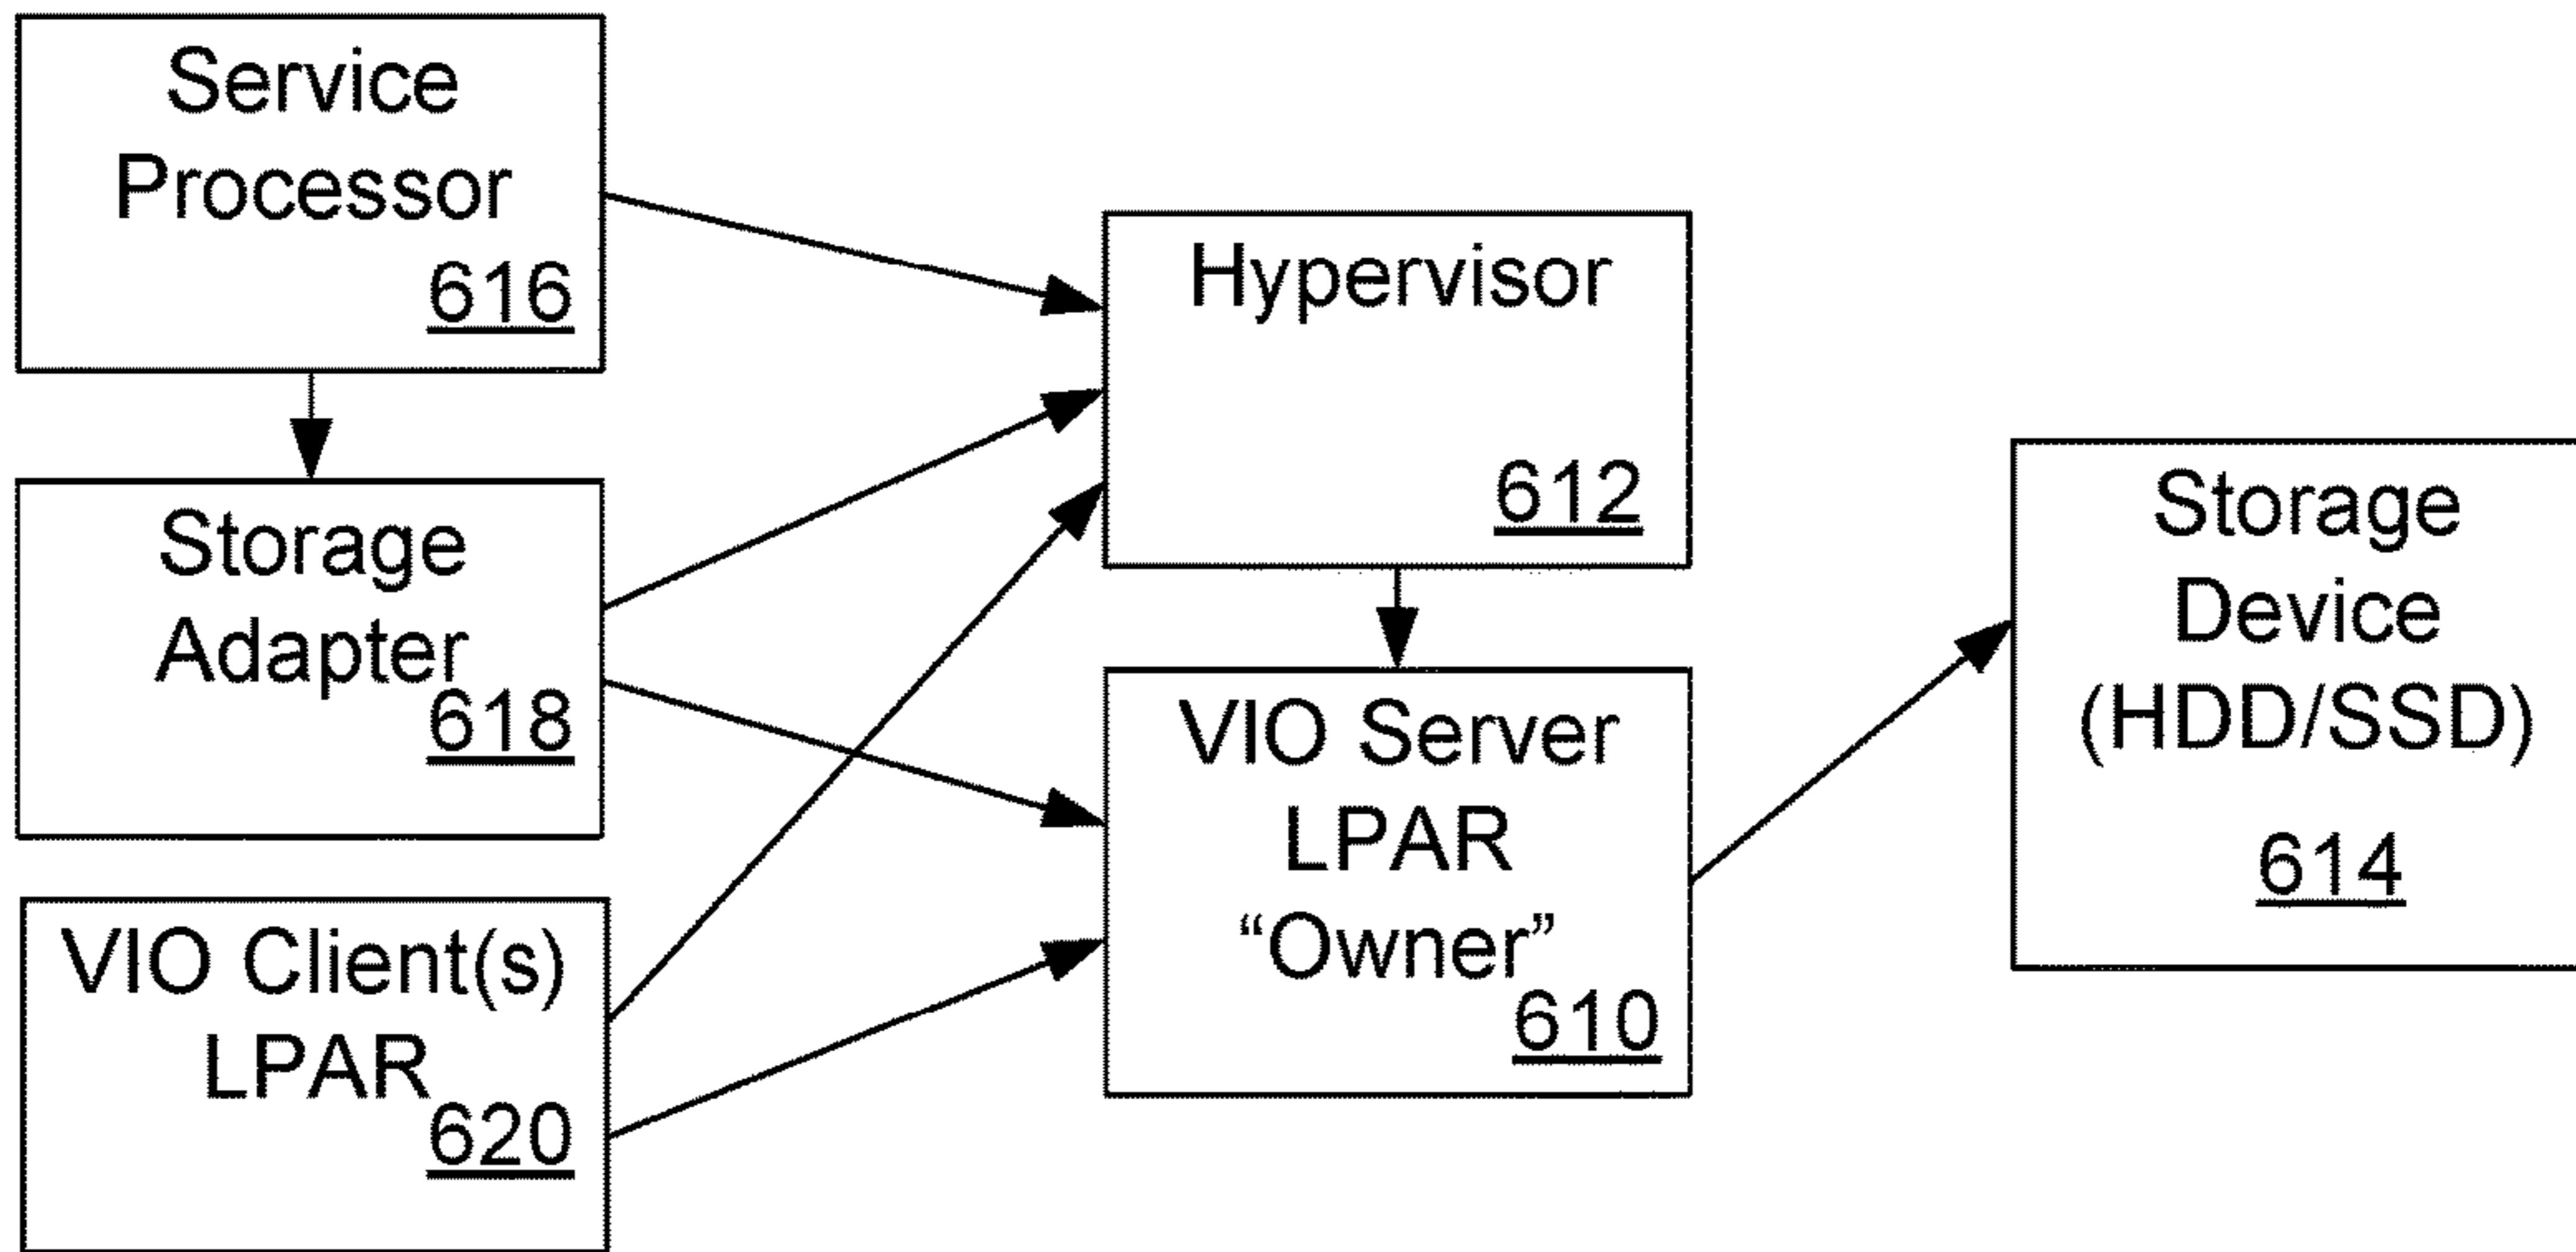 Service
Processor
616
Storage
Adapter
618
VIO Client(s)
LPAR
620
Hypervisor
612
VIO Server
LPAR
“Owner”
610
Storage
Device
(HDD/SSD)
614